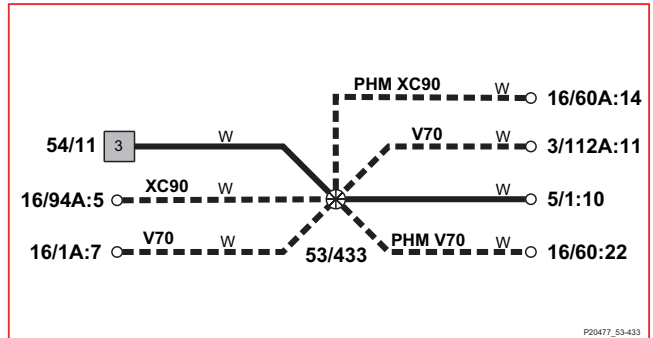 PHM XC90 W 16/60A:14
54/11 3 W V70 W 3/112A:11
16/94A:5 XC90 W W 5/1:10
16/1A:7 V70 W 53/433 PHM V70 W 16/60:22
P20477_53-433